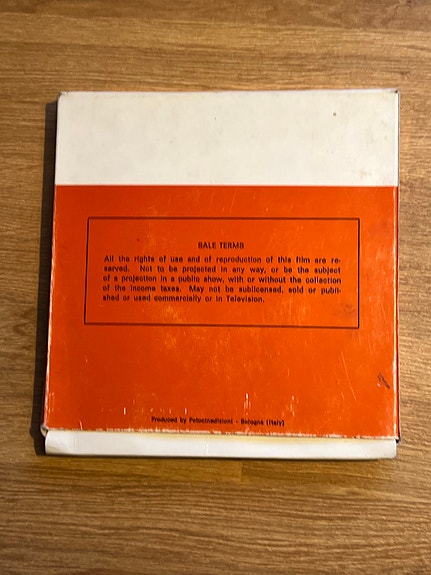 SALE TERMS
All the rights of use and of reproduction of this film are re-
served. Not to be projected in any way, or be the subject
of a projection in a public show, with or without the collection
of the income taxes. May not be sublicensed, sold or publi-
shed or used commercially or in Television.
Produced by Fotocinedizioni - Bologna (Italy)